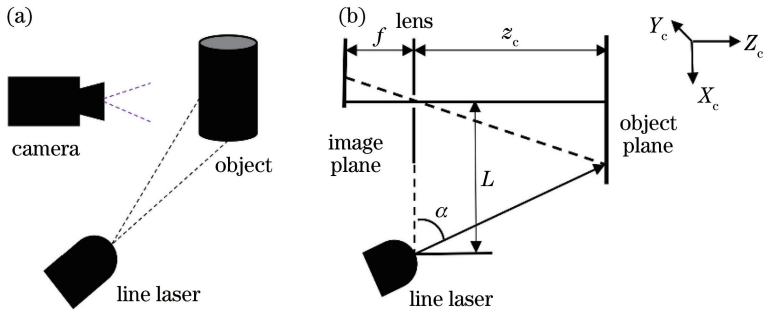 (a)
camera
object
line laser
(b)
lens
f
z_c
image
plane
object
plane
L
α
line laser
Y_c
Z_c
X_c